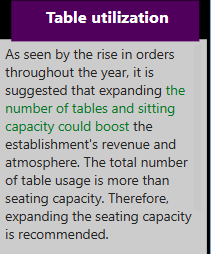 Table utilization
As seen by the rise in orders
throughout the year, it is
suggested that expanding the
number of tables and sitting
capacity could boost the
establishment's revenue and
atmosphere. The total number
of table usage is more than
seating capacity. Therefore,
expanding the seating capacity
is recommended.